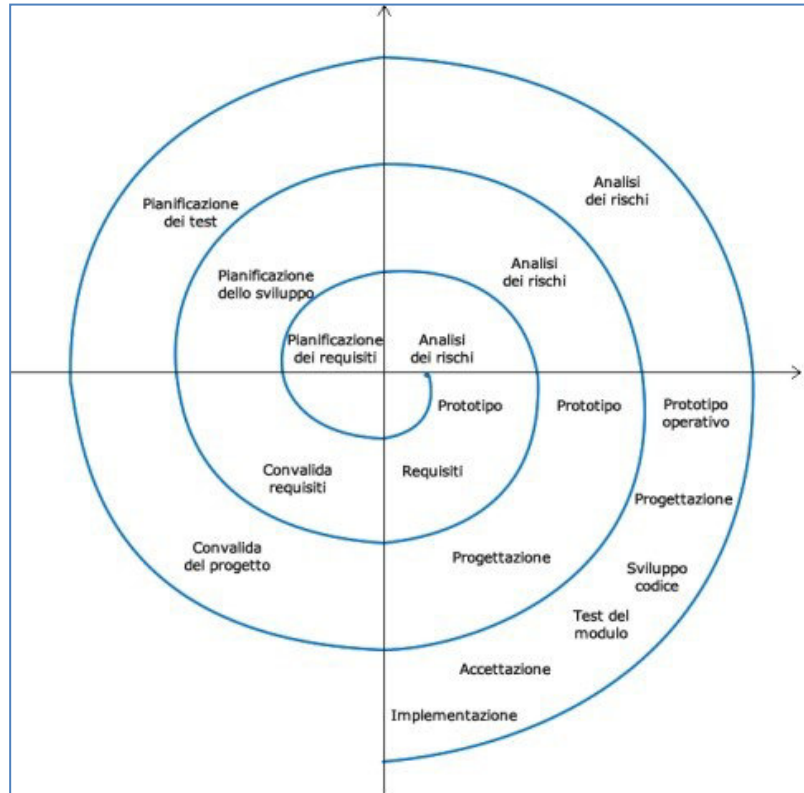 Analisi
dei rischi
Pianificazione
dei test
Analisi
dei rischi
Pianificazione
dello sviluppo
Pianificazione
dei requisiti
Analisi
dei rischi
Prototipo
Prototipo
Prototipo
operativo
Convalida
requisiti
Requisiti
Progettazione
Convalida
del progetto
Progettazione
Sviluppo
codice
Test del
modulo
Accettazione
Implementazione